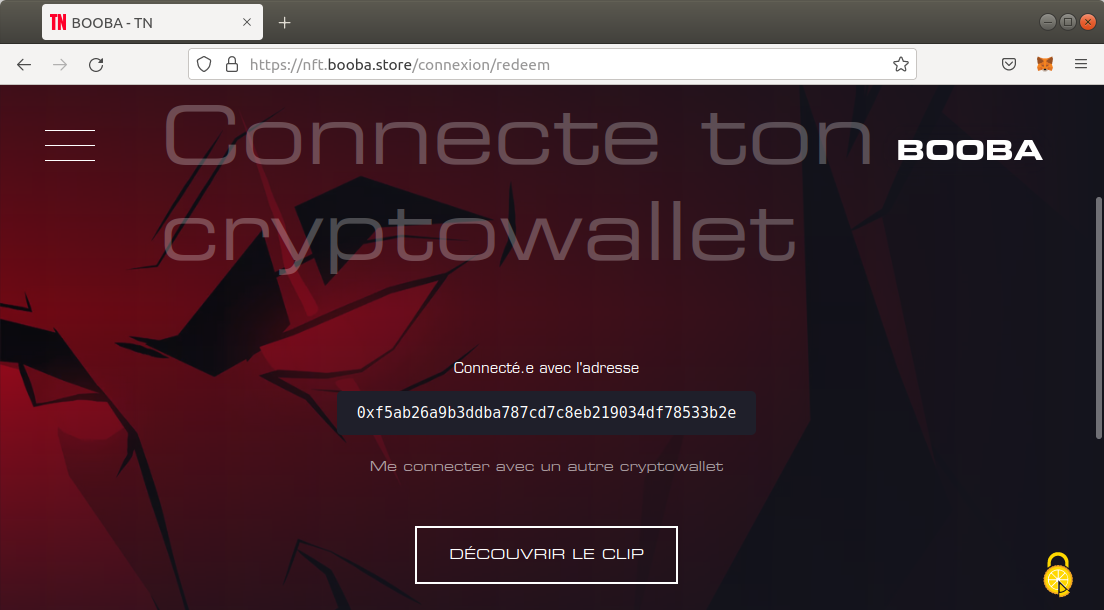 TN BOOBA - TN
https://nft.booba.store/connexion/redeem
Connecte ton
BOOBA
cryptowallet
Connecté.e avec l'adresse
0xf5ab26a9b3ddba787cd7c8eb219034df78533b2e
Me connecter avec un autre cryptowallet
DÉCOUVRIR LE CLIP